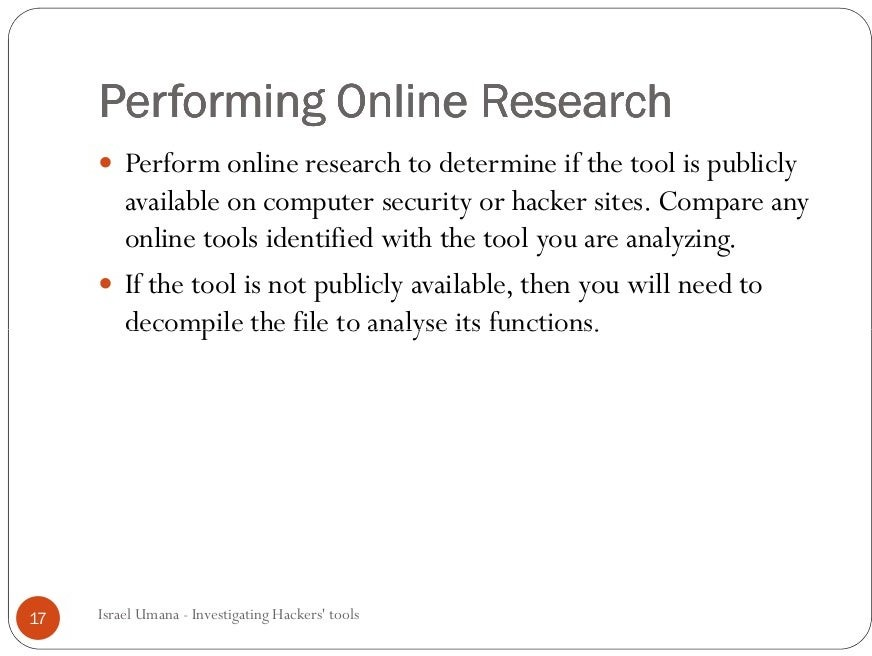 Performing Online Research
• Perform online research to determine if the tool is publicly
available on computer security or hacker sites. Compare any
online tools identified with the tool you are analyzing.
• If the tool is not publicly available, then you will need to
decompile the file to analyse its functions.
17
Israel Umana - Investigating Hackers' tools